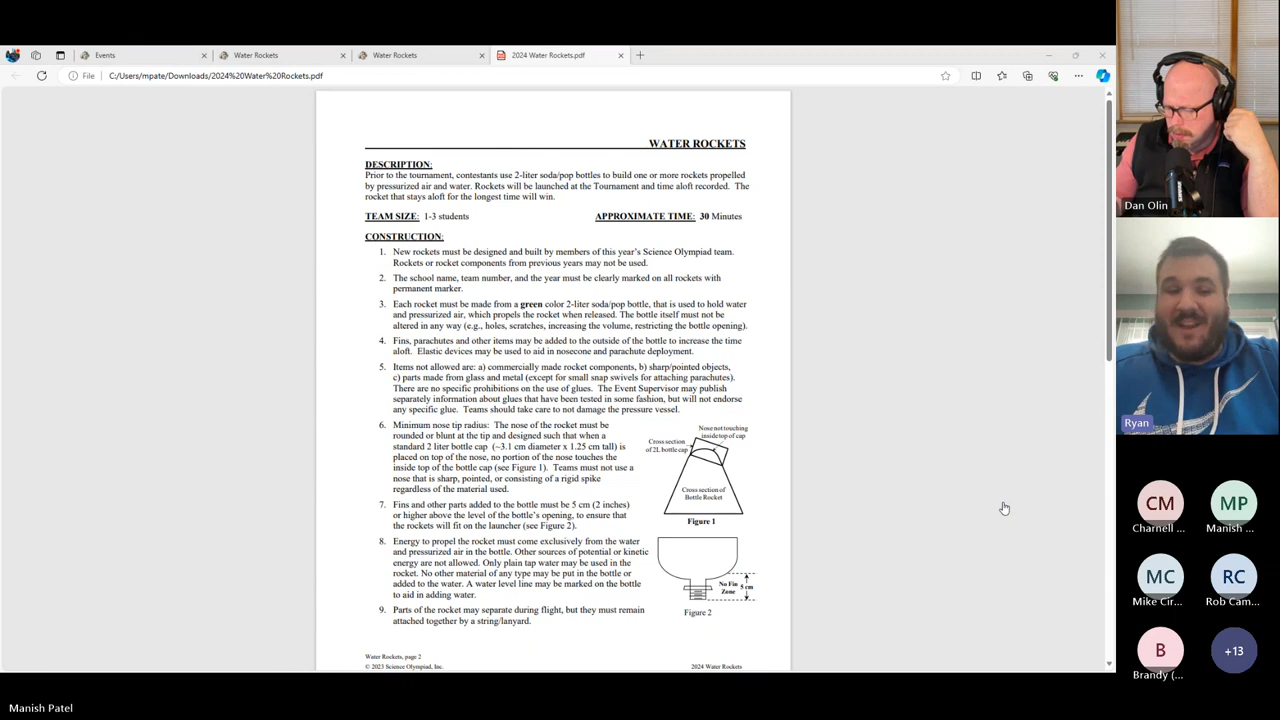 Events
Water Rockets
Water Rockets
2024 Water Rockets.pdf
File
C:/Users/mpate/Downloads/2024%20Water%20Rockets.pdf
WATER ROCKETS
DESCRIPTION:
Prior to the tournament, contestants use 2-liter soda/pop bottles to build one or more rockets propelled
by pressurized air and water. Rockets will be launched at the Tournament and time aloft recorded. The
rocket that stays aloft for the longest time will win.
TEAM SIZE: 1-3 students APPROXIMATE TIME: 30 Minutes
CONSTRUCTION:
1. New rockets must be designed and built by members of this year's Science Olympiad team.
Rockets or rocket components from previous years may not be used.
2. The school name, team number, and the year must be clearly marked on all rockets with
permanent marker.
3. Each rocket must be made from a green color 2-liter soda/pop bottle, that is used to hold water
and pressurized air, which propels the rocket when released. The bottle itself must not be
altered in any way (e.g., holes, scratches, increasing the volume, restricting the bottle opening).
4. Fins, parachutes and other items may be added to the outside of the bottle to increase the time
aloft. Elastic devices may be used to aid in nosecone and parachute deployment.
5. Items not allowed are: a) commercially made rocket components, b) sharp/pointed objects,
c) parts made from glass and metal (except for small snap swivels for attaching parachutes).
There are no specific prohibitions on the use of glues. The Event Supervisor may publish
separately information about glues that have been tested in some fashion, but will not endorse
any specific glue. Teams should take care to not damage the pressure vessel.
6. Minimum nose tip radius: The nose of the rocket must be
rounded or blunt at the tip and designed such that when a
standard 2 liter bottle cap (~3.1 cm diameter x 1.25 cm tall) is
placed on top of the nose, no portion of the nose touches the
inside top of the bottle cap (see Figure 1). Teams must not use a
nose that is sharp, pointed, or consisting of a rigid spike
regardless of the material used.
Nose not touching
inside top of cap
Cross section
of 2L bottle cap
Cross section of
Bottle Rocket
Figure 1
7. Fins and other parts added to the bottle must be 5 cm (2 inches)
or higher above the level of the bottle's opening, to ensure that
the rockets will fit on the launcher (see Figure 2).
8. Energy to propel the rocket must come exclusively from the water
and pressurized air in the bottle. Other sources of potential or kinetic
energy are not allowed. Only plain tap water may be used in the
rocket. No other material of any type may be put in the bottle or
added to the water. A water level line may be marked on the bottle
to aid in adding water.
No Fin
Zone
5 cm
Figure 2
9. Parts of the rocket may separate during flight, but they must remain
attached together by a string/lanyard.
Water Rockets, page 2
© 2023 Science Olympiad, Inc.
2024 Water Rockets
Dan Olin
Ryan
CM
Charnell ...
MP
Manish ...
MC
Mike Cir...
RC
Rob Cam...
B
Brandy (...
+13
Manish Patel